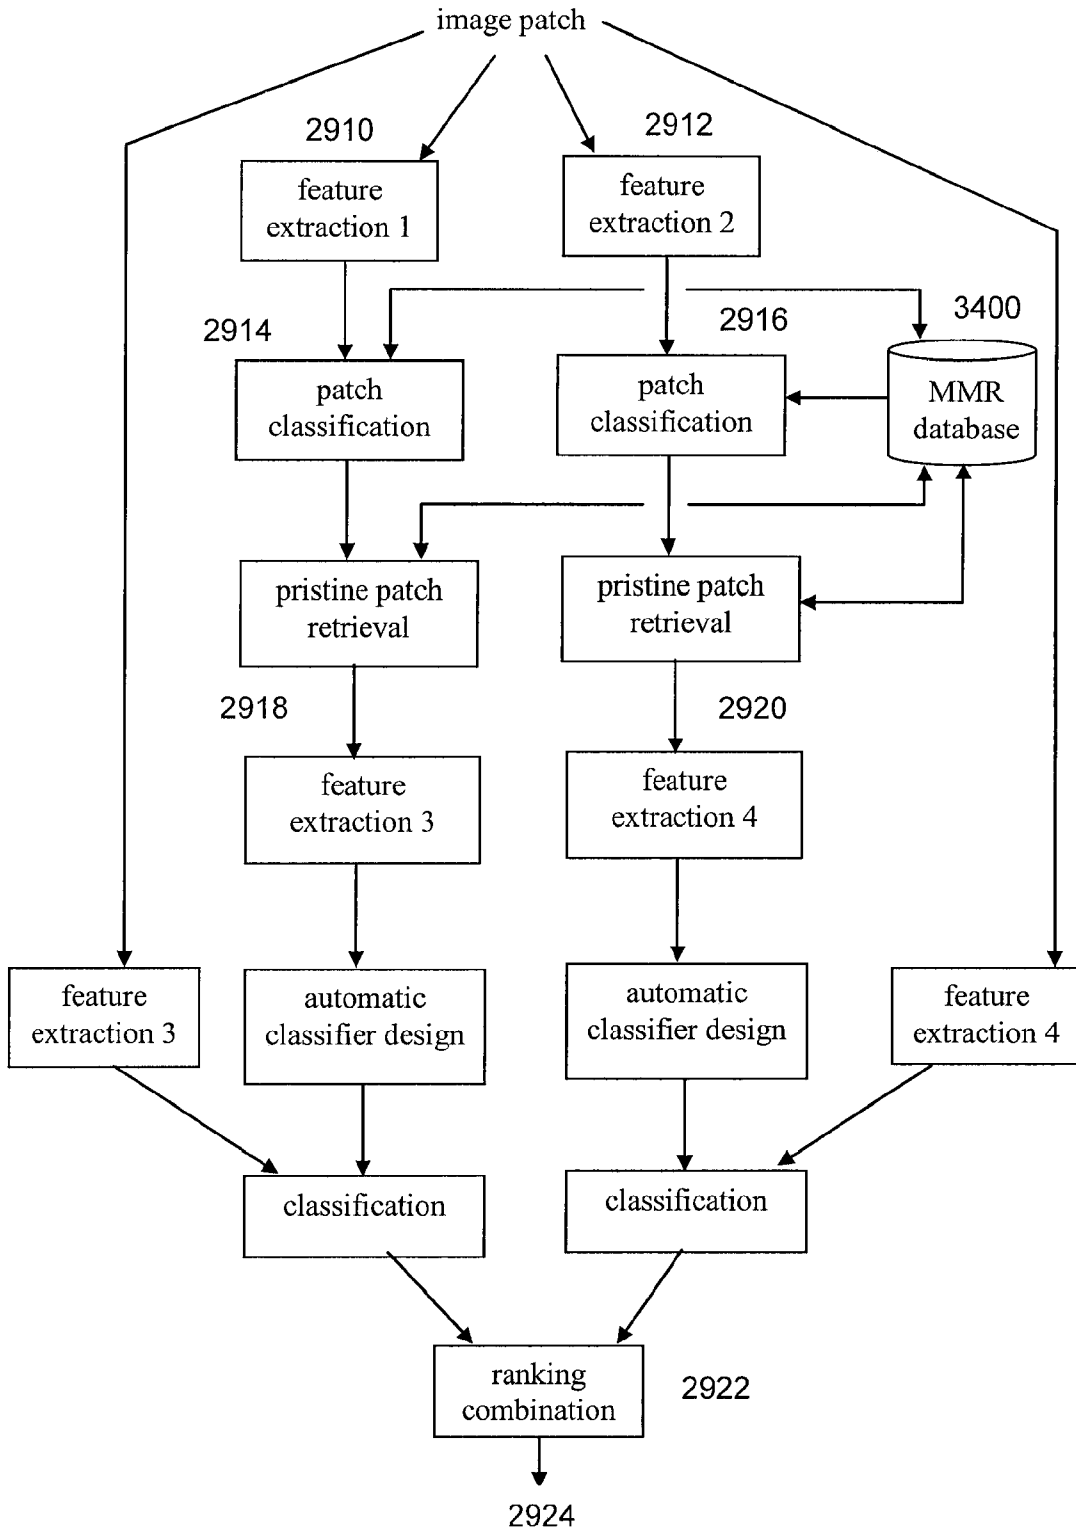 image patch
2910
2912
feature
extraction 1
feature
extraction 2
2914
2916
3400
patch
classification
patch
classification
MMR
database
pristine patch
retrieval
pristine patch
retrieval
2918
2920
feature
extraction 3
feature
extraction 4
feature
extraction 3
automatic
classifier design
automatic
classifier design
feature
extraction 4
classification
classification
ranking
combination
2922
2924